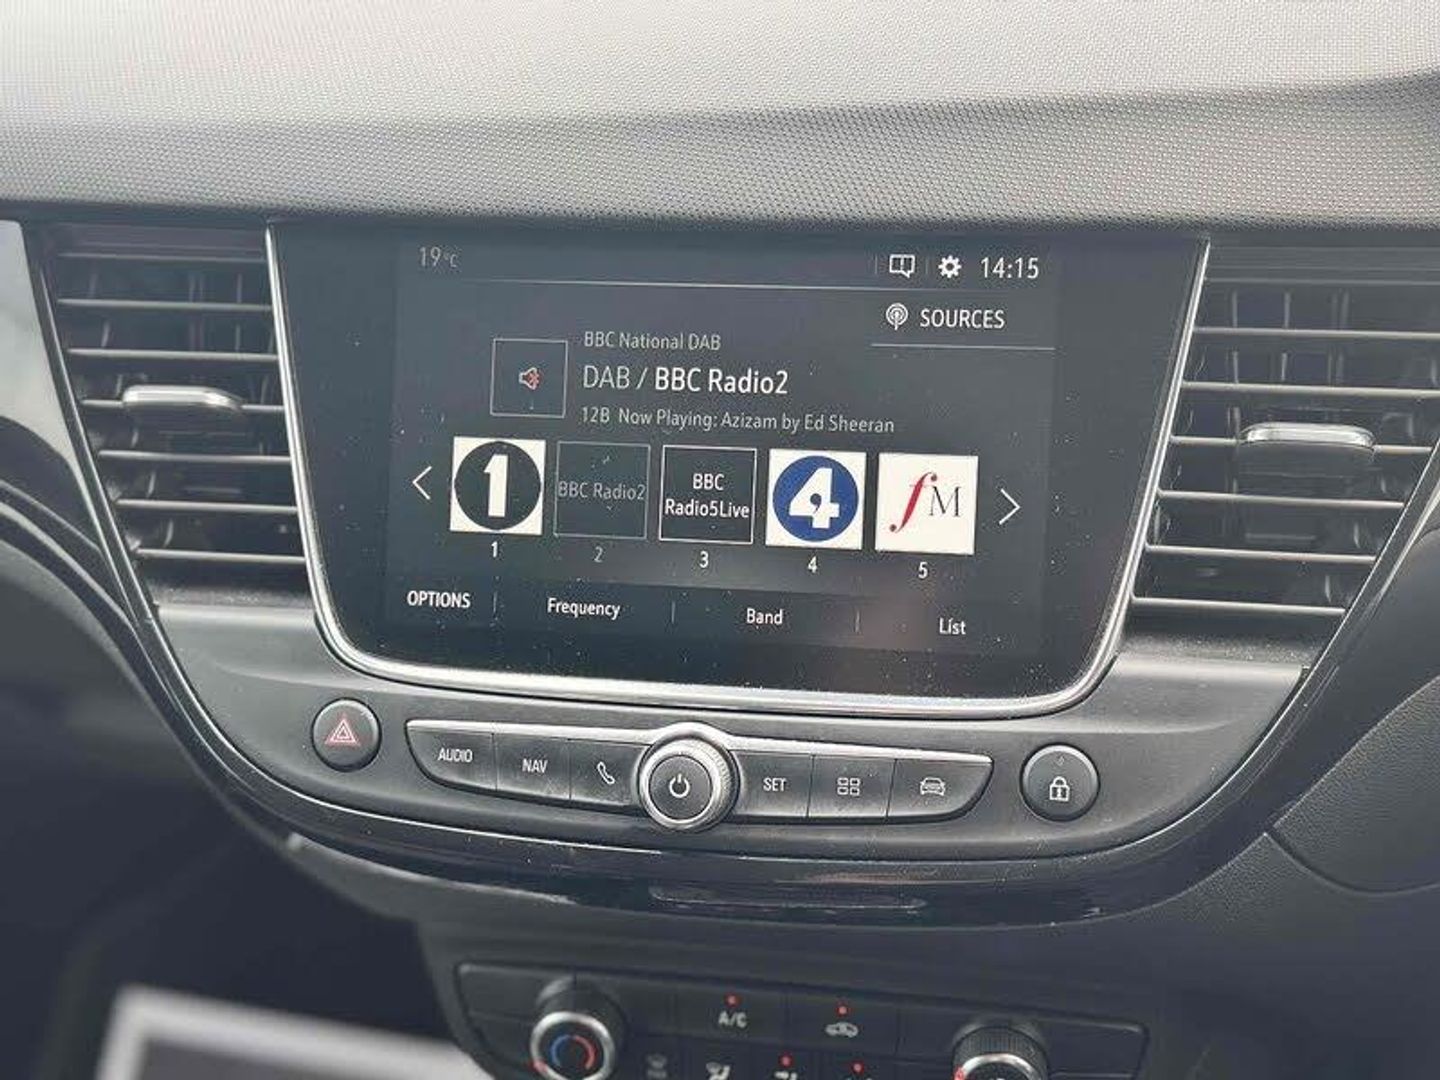 19°C
14:15
SOURCES
BBC National DAB
DAB / BBC Radio2
12B Now Playing: Azizam by Ed Sheeran
1
BBC Radio2
BBC
Radio5Live
4
fM
1 2 3 4 5
OPTIONS Frequency Band List
AUDIO NAV SET
A/C